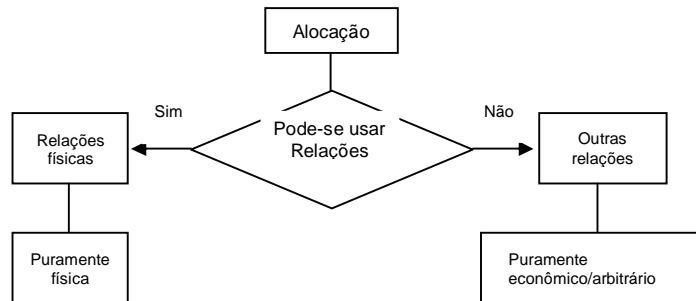 Alocação
Sim
Não
Pode-se usar
Relações
Relações
físicas
Outras
relações
Puramente
física
Puramente
econômico/arbitrário